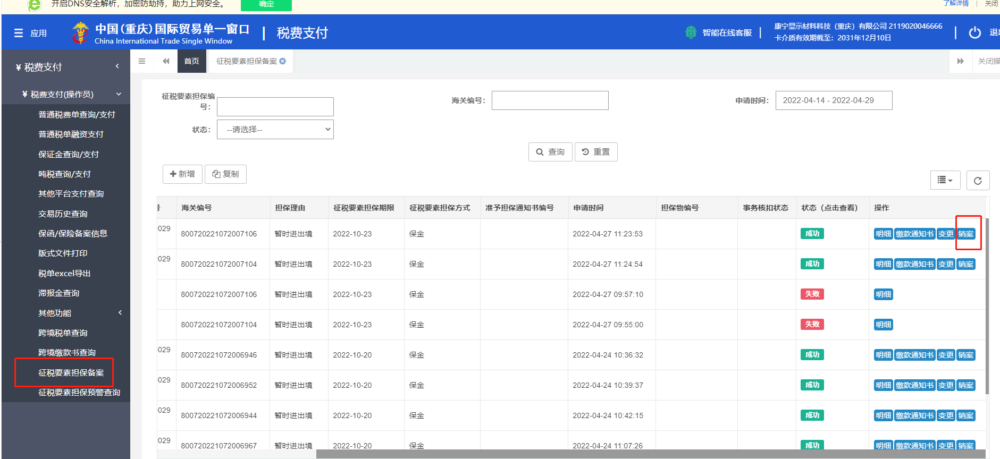 开启DNS安全解析，加密防劫持，助力上网安全。 确定 了解详情 | 关闭
应用 中国(重庆)国际贸易单一窗口 | 税费支付 智能在线客服 | 康宁显示材料科技（重庆）有限公司 2119020046666
China International Trade Single Window 卡介质有效期截至：2031年12月10日
¥ 税费支付
首页 征税要素担保备案
¥ 税费支付(操作员)
普通税费单查询/支付
普通税单融资支付
保证金查询/支付
吨税查询/支付
其他平台支付查询
交易历史查询
保函/保险备案信息
版式文件打印
税单excel导出
滞报金查询
其他功能
跨境税单查询
跨境缴款书查询
征税要素担保备案
征税要素担保预警查询
征税要素担保编号：
海关编号：
申请时间： 2022-04-14 - 2022-04-29
状态： --请选择--
查询 重置
新增 复制
海关编号 担保理由 征税要素担保期限 征税要素担保方式 准予担保通知书编号 申请时间 担保物编号 事务核扣状态 状态（点击查看） 操作
029 800720221072007106 暂时进出境 2022-10-23 保金 2022-04-27 11:23:53 成功 明细 缴款通知书 变更 销案
029 800720221072007104 暂时进出境 2022-10-23 保金 2022-04-27 11:24:54 成功 明细 缴款通知书 变更 销案
800720221072007106 暂时进出境 2022-10-23 保金 2022-04-27 09:57:10 失败 明细
800720221072007104 暂时进出境 2022-10-23 保金 2022-04-27 09:55:00 失败 明细
029 800720221072006946 暂时进出境 2022-10-20 保金 2022-04-24 10:36:32 成功 明细 缴款通知书 变更 销案
029 800720221072006952 暂时进出境 2022-10-20 保金 2022-04-24 10:39:37 成功 明细 缴款通知书 变更 销案
029 800720221072006944 暂时进出境 2022-10-20 保金 2022-04-24 10:42:15 成功 明细 缴款通知书 变更 销案
029 800720221072006967 暂时进出境 2022-10-20 保金 2022-04-24 11:07:26 成功 明细 缴款通知书 变更 销案